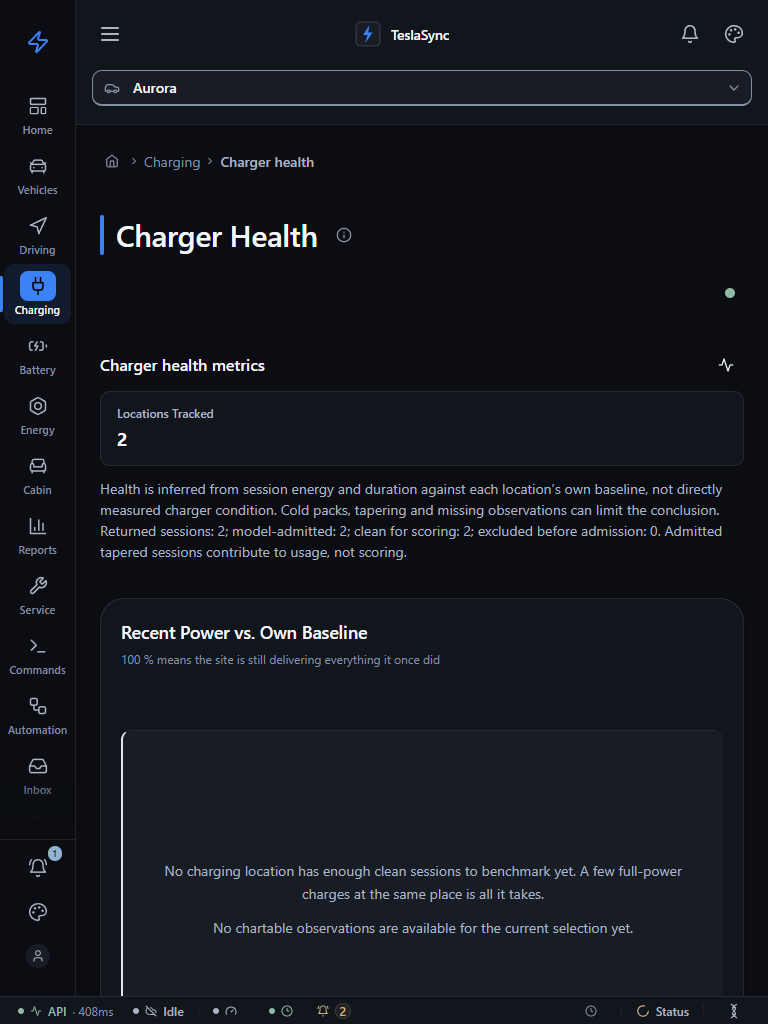 TeslaSync
Aurora
Home
Vehicles
Driving
Charging
Battery
Energy
Cabin
Reports
Service
Commands
Automation
Inbox
1
Charging
Charger health
Charger Health
Charger health metrics
Locations Tracked
2
Health is inferred from session energy and duration against each location's own baseline, not directly
measured charger condition. Cold packs, tapering and missing observations can limit the conclusion.
Returned sessions: 2; model-admitted: 2; clean for scoring: 2; excluded before admission: 0. Admitted
tapered sessions contribute to usage, not scoring.
Recent Power vs. Own Baseline
100 % means the site is still delivering everything it once did
No charging location has enough clean sessions to benchmark yet. A few full-power
charges at the same place is all it takes.
No chartable observations are available for the current selection yet.
API · 408ms
Idle
2
Status